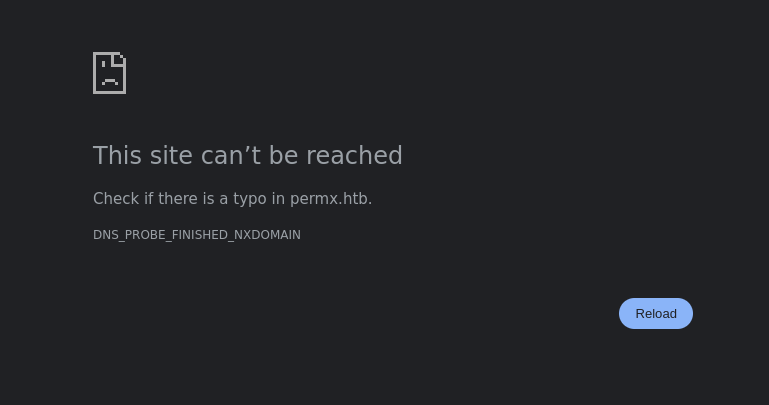 This site can’t be reached
Check if there is a typo in permx.htb.
DNS_PROBE_FINISHED_NXDOMAIN
Reload